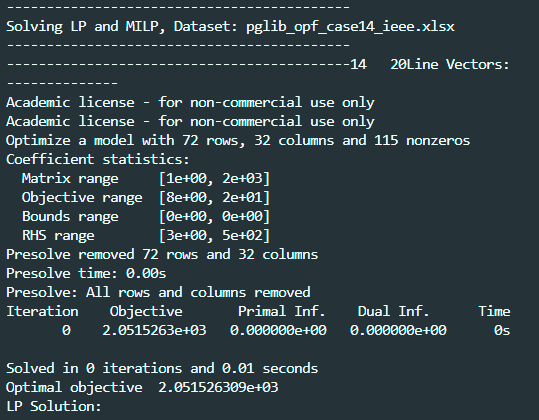 -------------------------------------------
Solving LP and MILP, Dataset: pglib_opf_case14_ieee.xlsx
-------------------------------------------
-------------------------------------------14   20Line Vectors:
--------------
Academic license - for non-commercial use only
Academic license - for non-commercial use only
Optimize a model with 72 rows, 32 columns and 115 nonzeros
Coefficient statistics:
  Matrix range     [1e+00, 2e+03]
  Objective range  [8e+00, 2e+01]
  Bounds range     [0e+00, 0e+00]
  RHS range        [3e+00, 5e+02]
Presolve removed 72 rows and 32 columns
Presolve time: 0.00s
Presolve: All rows and columns removed
Iteration    Objective       Primal Inf.    Dual Inf.      Time
       0    2.0515263e+03   0.000000e+00   0.000000e+00      0s

Solved in 0 iterations and 0.01 seconds
Optimal objective  2.051526309e+03
LP Solution: